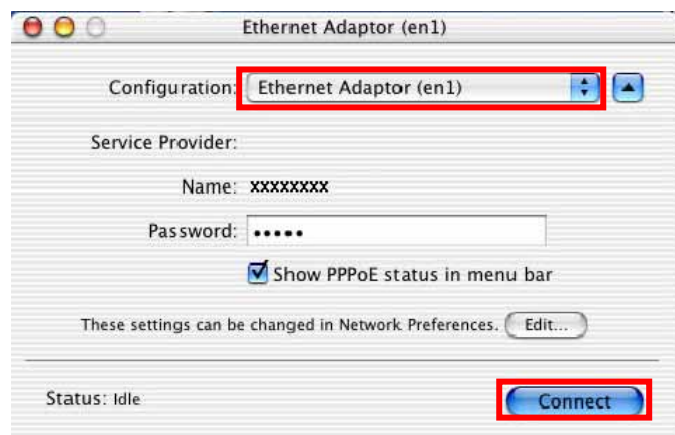 Ethernet Adaptor (en1)
Configuration: Ethernet Adaptor (en1)
Service Provider:
Name: xxxxxxxx
Password: •••••
Show PPPoE status in menu bar
These settings can be changed in Network Preferences. Edit...
Status: Idle
Connect